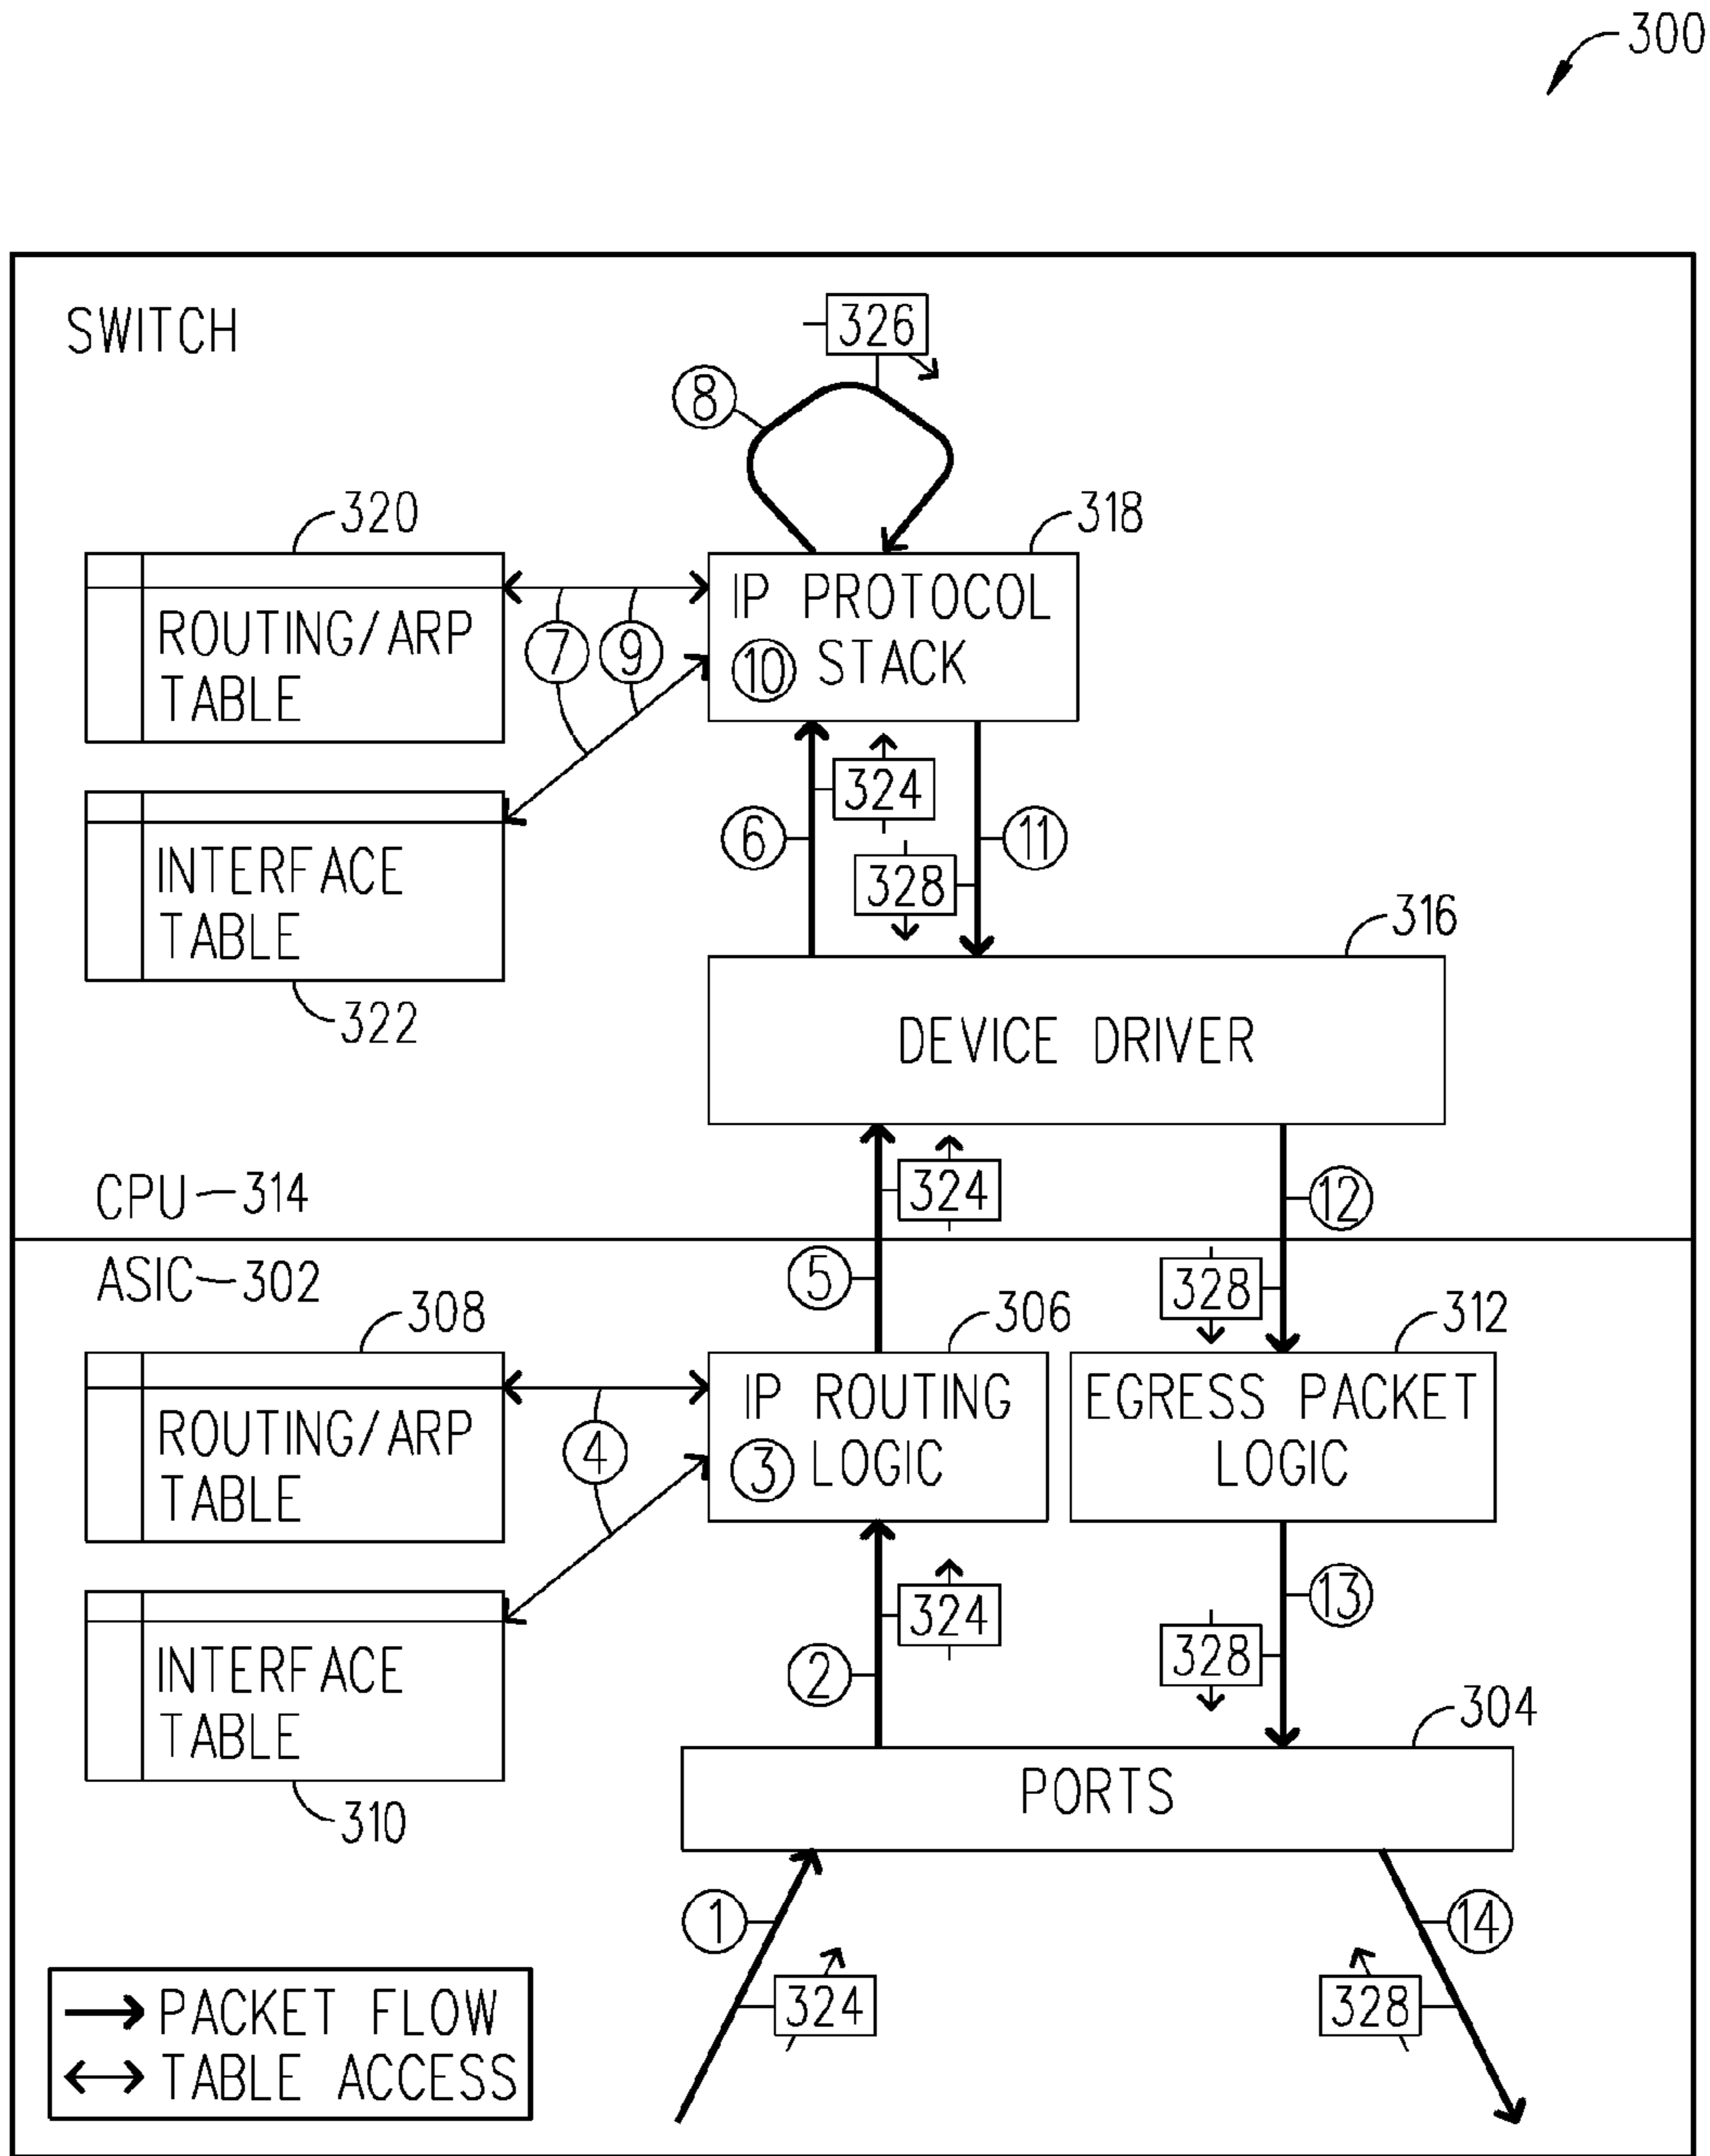 300
SWITCH
326
8
320
318
ROUTING/ARP
TABLE
7
9
IP PROTOCOL
10 STACK
324
6
11
328
INTERFACE
TABLE
322
316
DEVICE DRIVER
324
CPU-314
12
ASIC-302
5
328
308
306
312
ROUTING/ARP
TABLE
4
IP ROUTING
3 LOGIC
EGRESS PACKET
LOGIC
324
13
2
328
INTERFACE
TABLE
310
304
PORTS
1
14
324
328
PACKET FLOW
TABLE ACCESS